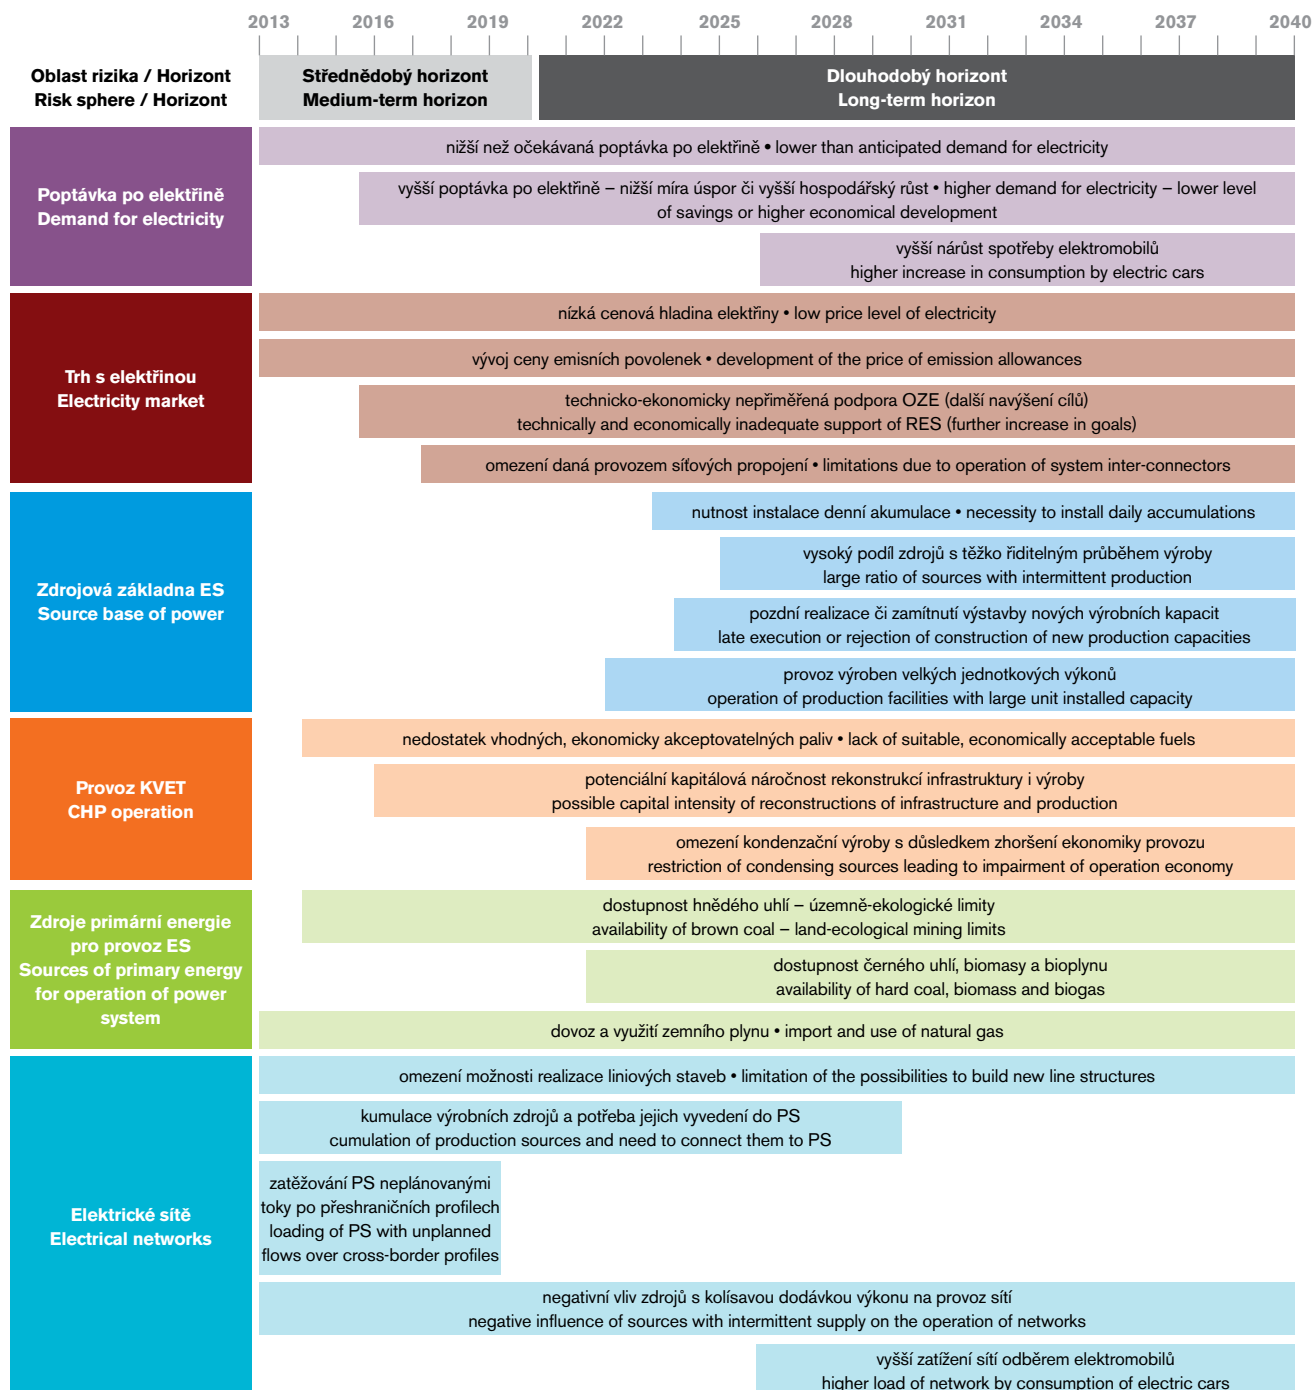 2013 2016 2019 2022 2025 2028 2031 2034 2037 2040
Oblast rizika / Horizont
Risk sphere / Horizont
Střednědobý horizont
Medium-term horizon
Dlouhodobý horizont
Long-term horizon
Poptávka po elektřině
Demand for electricity
nižší než očekávaná poptávka po elektřině • lower than anticipated demand for electricity
vyšší poptávka po elektřině – nižší míra úspor či vyšší hospodářský růst • higher demand for electricity – lower level
of savings or higher economical development
vyšší nárůst spotřeby elektromobilů
higher increase in consumption by electric cars
Trh s elektřinou
Electricity market
nízká cenová hladina elektřiny • low price level of electricity
vývoj ceny emisních povolenek • development of the price of emission allowances
technicko-ekonomicky nepřiměřená podpora OZE (další navýšení cílů)
technically and economically inadequate support of RES (further increase in goals)
omezení daná provozem síťových propojení • limitations due to operation of system inter-connectors
Zdrojová základna ES
Source base of power
nutnost instalace denní akumulace • necessity to install daily accumulations
vysoký podíl zdrojů s těžko řiditelným průběhem výroby
large ratio of sources with intermittent production
pozdní realizace či zamítnutí výstavby nových výrobních kapacit
late execution or rejection of construction of new production capacities
provoz výroben velkých jednotkových výkonů
operation of production facilities with large unit installed capacity
Provoz KVET
CHP operation
nedostatek vhodných, ekonomicky akceptovatelných paliv • lack of suitable, economically acceptable fuels
potenciální kapitálová náročnost rekonstrukcí infrastruktury i výroby
possible capital intensity of reconstructions of infrastructure and production
omezení kondenzační výroby s důsledkem zhoršení ekonomiky provozu
restriction of condensing sources leading to impairment of operation economy
Zdroje primární energie
pro provoz ES
Sources of primary energy
for operation of power
system
dostupnost hnědého uhlí – územně-ekologické limity
availability of brown coal – land-ecological mining limits
dostupnost černého uhlí, biomasy a bioplynu
availability of hard coal, biomass and biogas
dovoz a využití zemního plynu • import and use of natural gas
Elektrické sítě
Electrical networks
omezení možnosti realizace liniových staveb • limitation of the possibilities to build new line structures
kumulace výrobních zdrojů a potřeba jejich vyvedení do PS
cumulation of production sources and need to connect them to PS
zatěžování PS neplánovanými
toky po přeshraničních profilech
loading of PS with unplanned
flows over cross-border profiles
negativní vliv zdrojů s kolísavou dodávkou výkonu na provoz sítí
negative influence of sources with intermittent supply on the operation of networks
vyšší zatížení sítí odběrem elektromobilů
higher load of network by consumption of electric cars